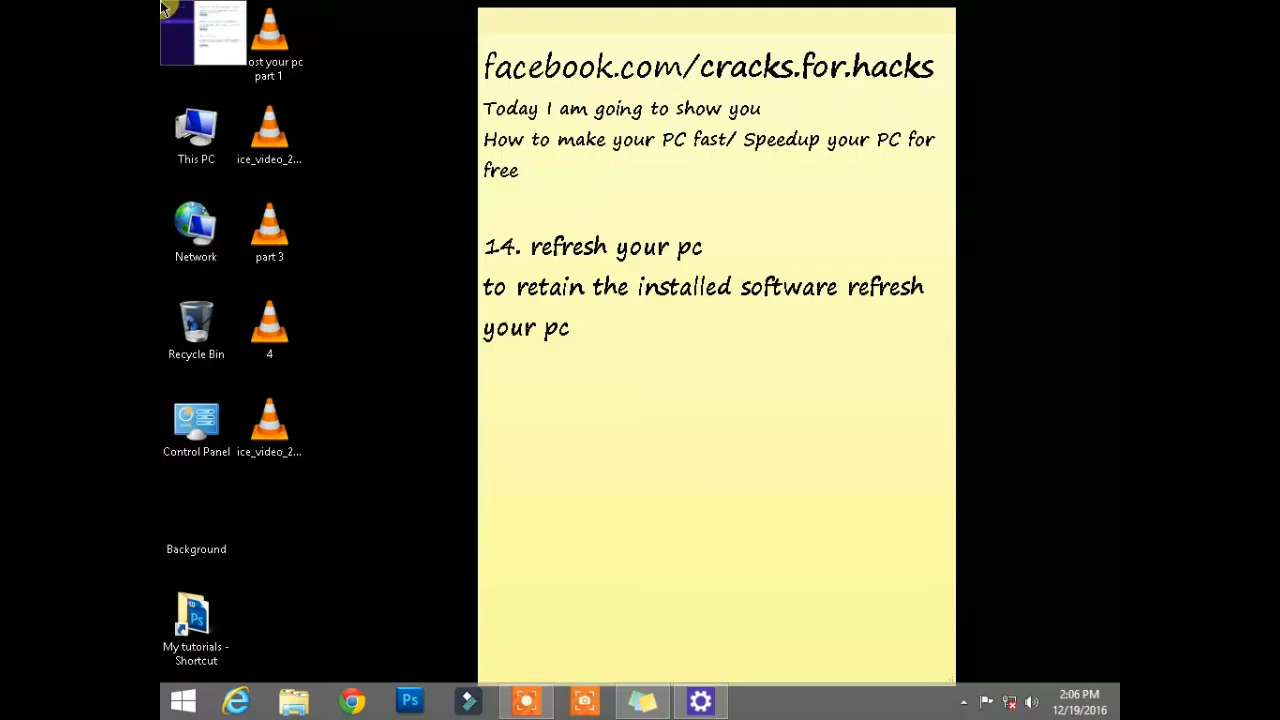 facebook.com/cracks.for.hacks
Today I am going to show you
How to make your PC fast/ Speedup your PC for
free
14. refresh your pc
to retain the installed software refresh
your pc
ost your pc
part 1
This PC
ice_video_2...
Network
part 3
Recycle Bin
4
Control Panel
ice_video_2...
Background
My tutorials -
Shortcut
Ps
Ps
2:06 PM
12/19/2016